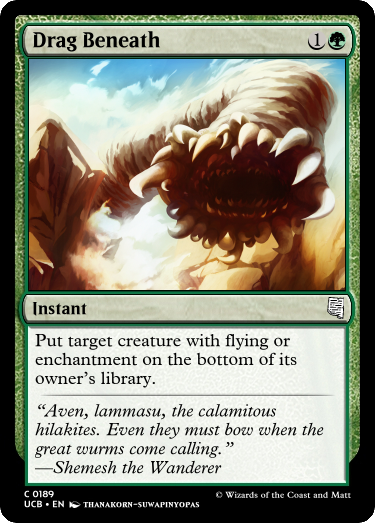 Drag Beneath 1
Instant
Put target creature with flying or
enchantment on the bottom of its
owner's library.
“Aven, lammasu, the calamitous
hilakites. Even they must bow when the
great wurms come calling.”
—Shemesh the Wanderer
C 0189
UCB • EN THANAKORN-SUWAPINYOPAS
© Wizards of the Coast and Matt